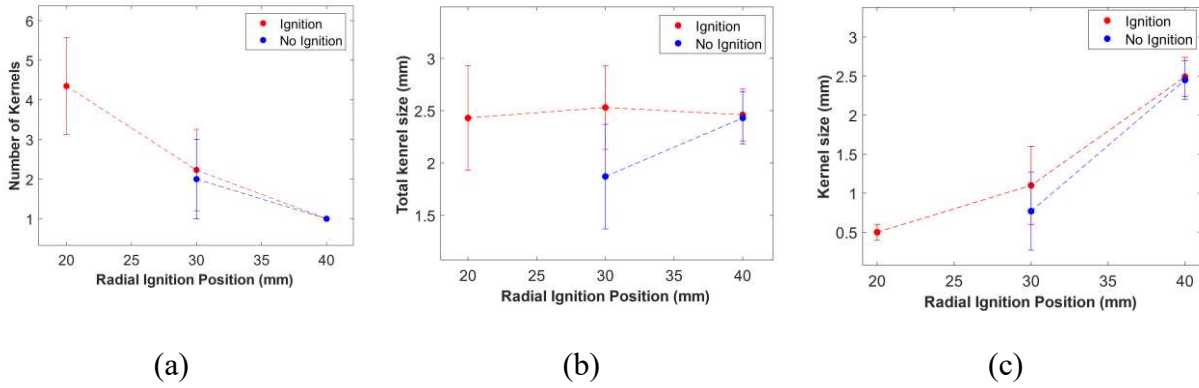 Number of Kernels
6
5
4
3
2
1
20
25
30
35
40
Radial Ignition Position (mm)
Ignition
No Ignition
(a)
Total kenrel size (mm)
3
2.5
2
1.5
20
25
30
35
40
Radial Ignition Position (mm)
Ignition
No Ignition
(b)
Kernel size (mm)
3
2.5
2
1.5
1
0.5
20
25
30
35
40
Radial Ignition Position (mm)
Ignition
No Ignition
(c)